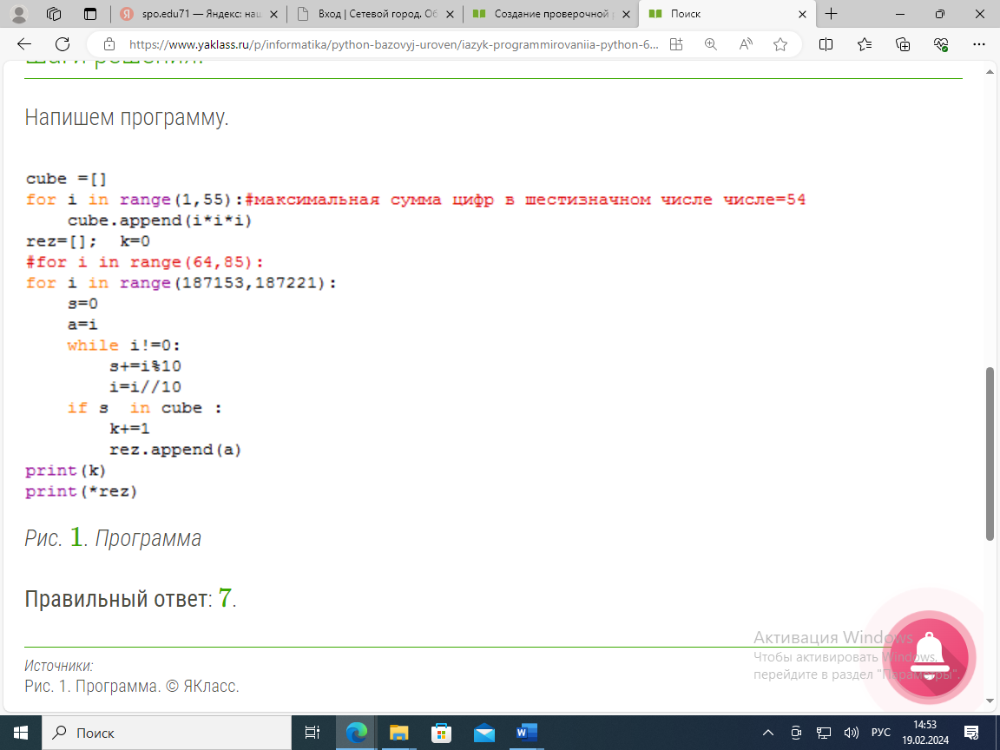 spo.edu71 — Яндекс: наш
Вход | Сетевой город. Об
Создание проверочной р
Поиск
https://www.yaklass.ru/p/informatika/python-bazovyj-uroven/iazyk-programmirovaniia-python-6...
Шаги решения:
Напишем программу.
cube =[]
for i in range(1,55):#максимальная сумма цифр в шестизначном числе числе=54
cube.append(i*i*i)
rez=[]; k=0
#for i in range(64,85):
for i in range(187153,187221):
s=0
a=i
while i!=0:
s+=i%10
i=i//10
if s in cube :
k+=1
rez.append(a)
print(k)
print(*rez)
Рис. 1. Программа
Правильный ответ: 7.
Активация Windows
Чтобы активировать Windows,
перейдите в раздел "Параметры".
Источники:
Рис. 1. Программа. © ЯКласс.
Поиск
РУС
14:53
19.02.2024